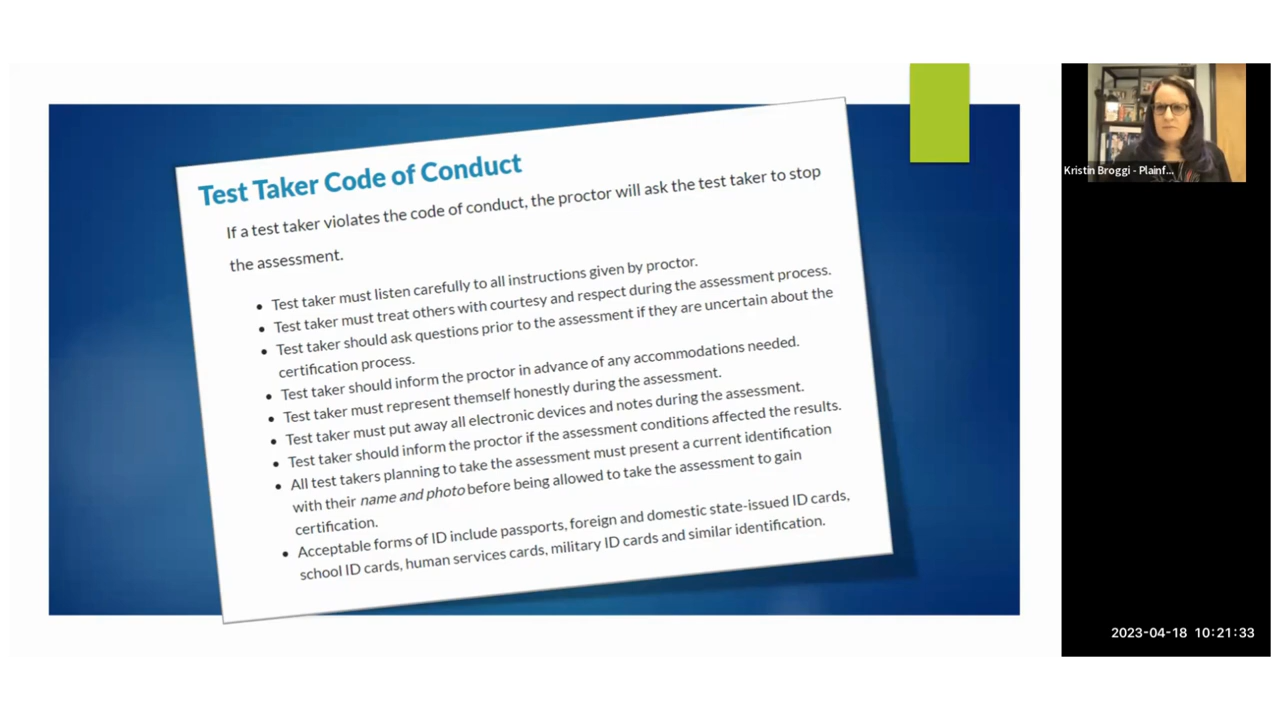 Test Taker Code of Conduct
If a test taker violates the code of conduct, the proctor will ask the test taker to stop
the assessment.
• Test taker must listen carefully to all instructions given by proctor.
• Test taker must treat others with courtesy and respect during the assessment process.
• Test taker should ask questions prior to the assessment if they are uncertain about the
certification process.
• Test taker should inform the proctor in advance of any accommodations needed.
• Test taker must represent themself honestly during the assessment.
• Test taker must put away all electronic devices and notes during the assessment.
• Test taker should inform the proctor if the assessment conditions affected the results.
• All test takers planning to take the assessment must present a current identification
with their name and photo before being allowed to take the assessment to gain
certification.
• Acceptable forms of ID include passports, foreign and domestic state-issued ID cards,
school ID cards, human services cards, military ID cards and similar identification.
Kristin Broggi - Plainf...
2023-04-18 10:21:33